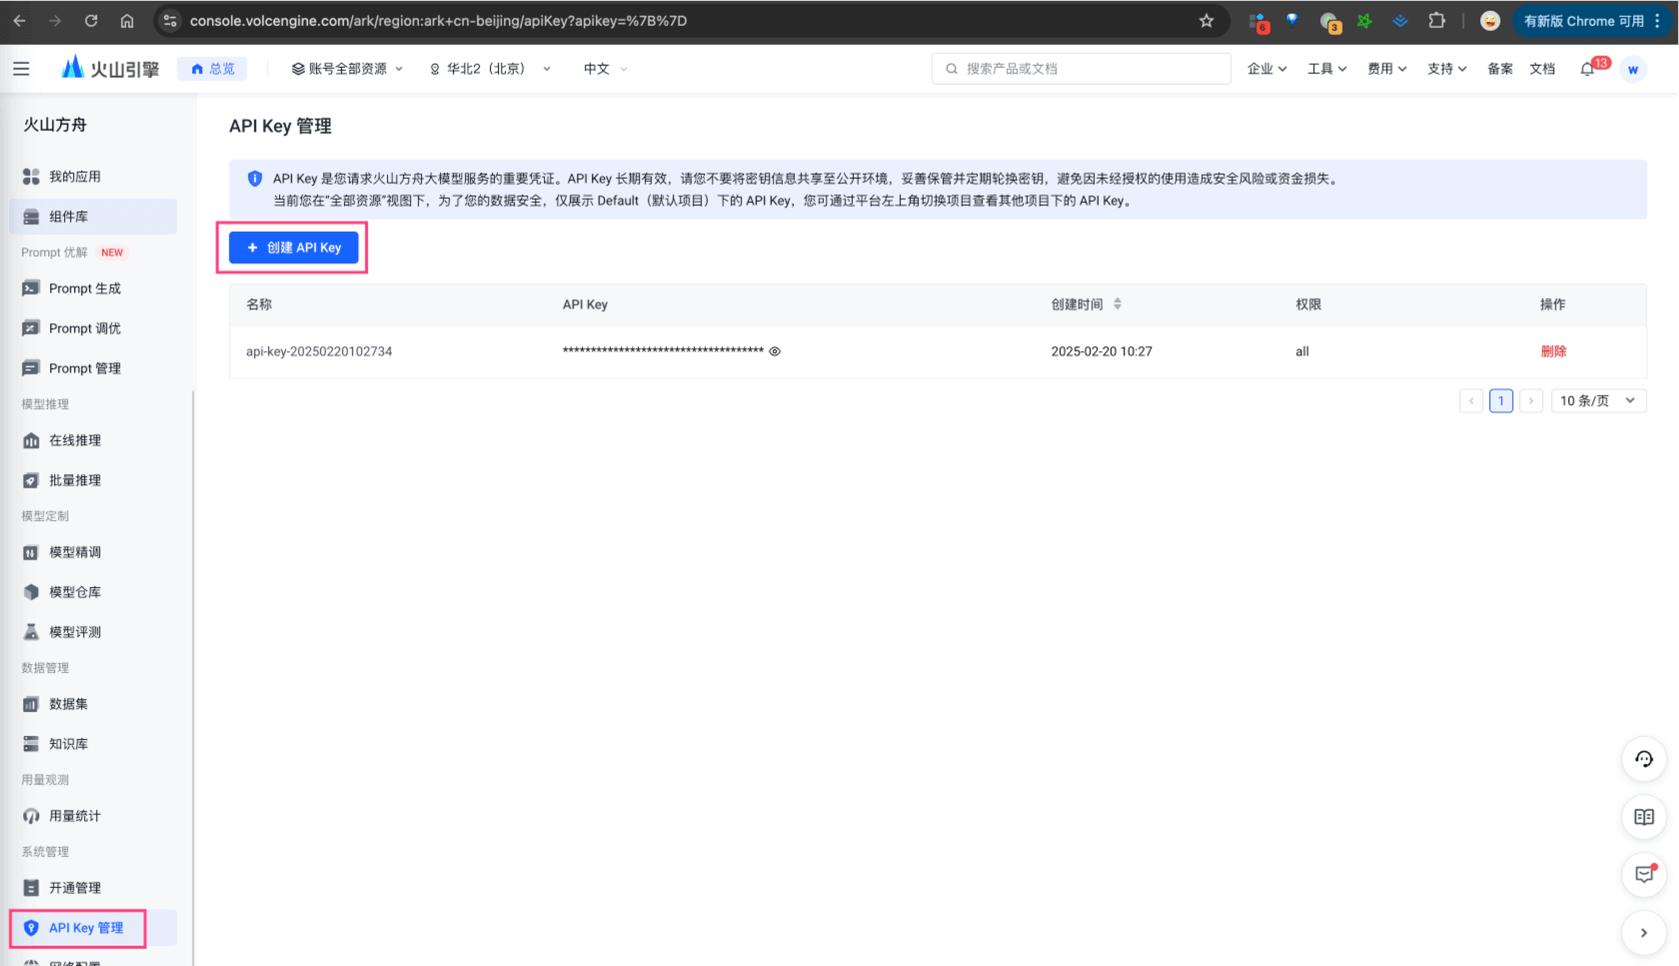 console.volcengine.com/ark/region:ark+cn-beijing/apiKey?apikey=%7B%7D
6
3
有新版 Chrome 可用
火山引擎
总览
账号全部资源
华北2（北京）
中文
搜索产品或文档
企业
工具
费用
支持
备案
文档
13
w
火山方舟
我的应用
组件库
Prompt 优解 NEW
Prompt 生成
Prompt 调优
Prompt 管理
模型推理
在线推理
批量推理
模型定制
模型精调
模型仓库
模型评测
数据管理
数据集
知识库
用量观测
用量统计
系统管理
开通管理
API Key 管理
API Key 管理
API Key 是您请求火山方舟大模型服务的重要凭证。API Key 长期有效，请您不要将密钥信息共享至公开环境，妥善保管并定期轮换密钥，避免因未经授权的使用造成安全风险或资金损失。
当前您在“全部资源”视图下，为了您的数据安全，仅展示 Default（默认项目）下的 API Key，您可通过平台左上角切换项目查看其他项目下的 API Key。
+ 创建 API Key
名称 API Key 创建时间 权限 操作
api-key-20250220102734 ************************************ 2025-02-20 10:27 all 删除
1
10 条/页